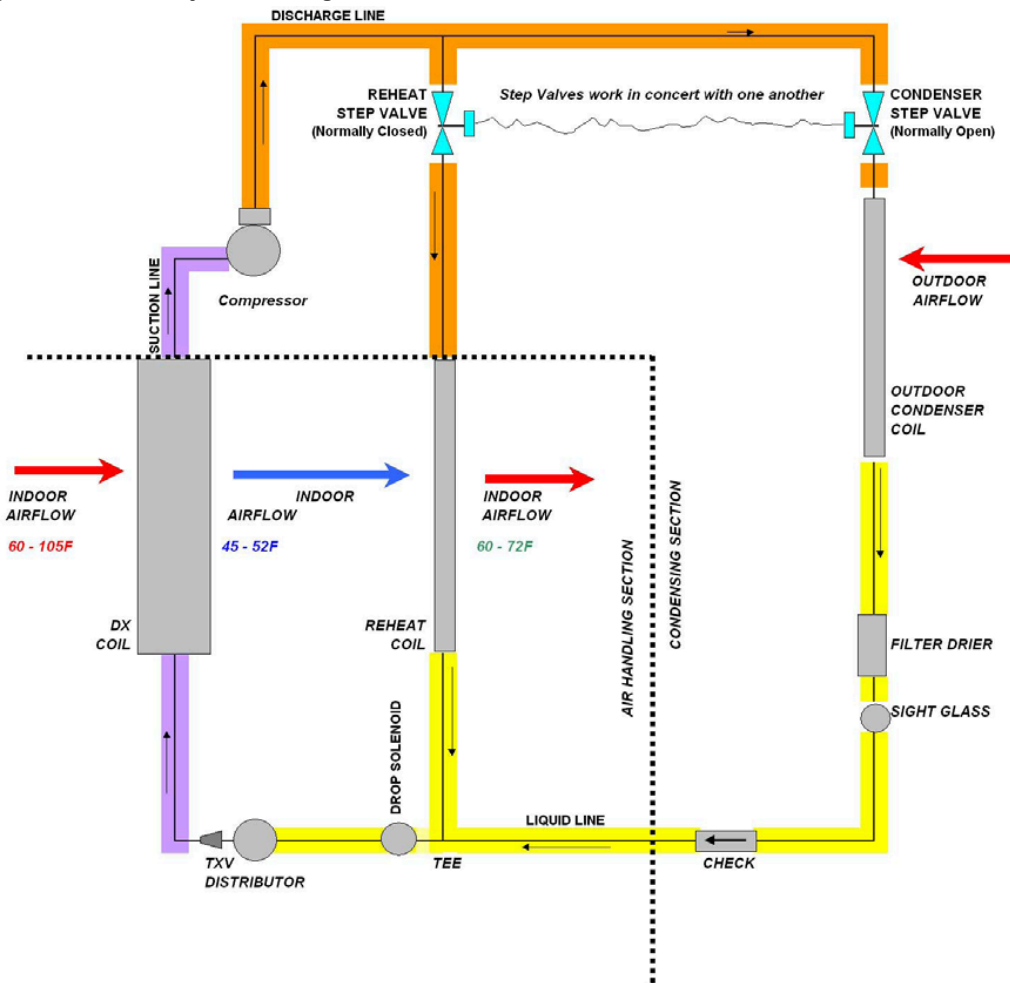 DISCHARGE LINE
REHEAT
STEP VALVE
(Normally Closed)
Step Valves work in concert with one another
CONDENSER
STEP VALVE
(Normally Open)
SUCTION LINE
Compressor
OUTDOOR
AIRFLOW
OUTDOOR
CONDENSER
COIL
INDOOR
AIRFLOW
60 - 105F
INDOOR
AIRFLOW
45 - 52F
INDOOR
AIRFLOW
60 - 72F
AIR HANDLING SECTION
CONDENSING SECTION
DX
COIL
REHEAT
COIL
FILTER DRIER
SIGHT GLASS
DROP SOLENOID
LIQUID LINE
TXV
DISTRIBUTOR
TEE
CHECK